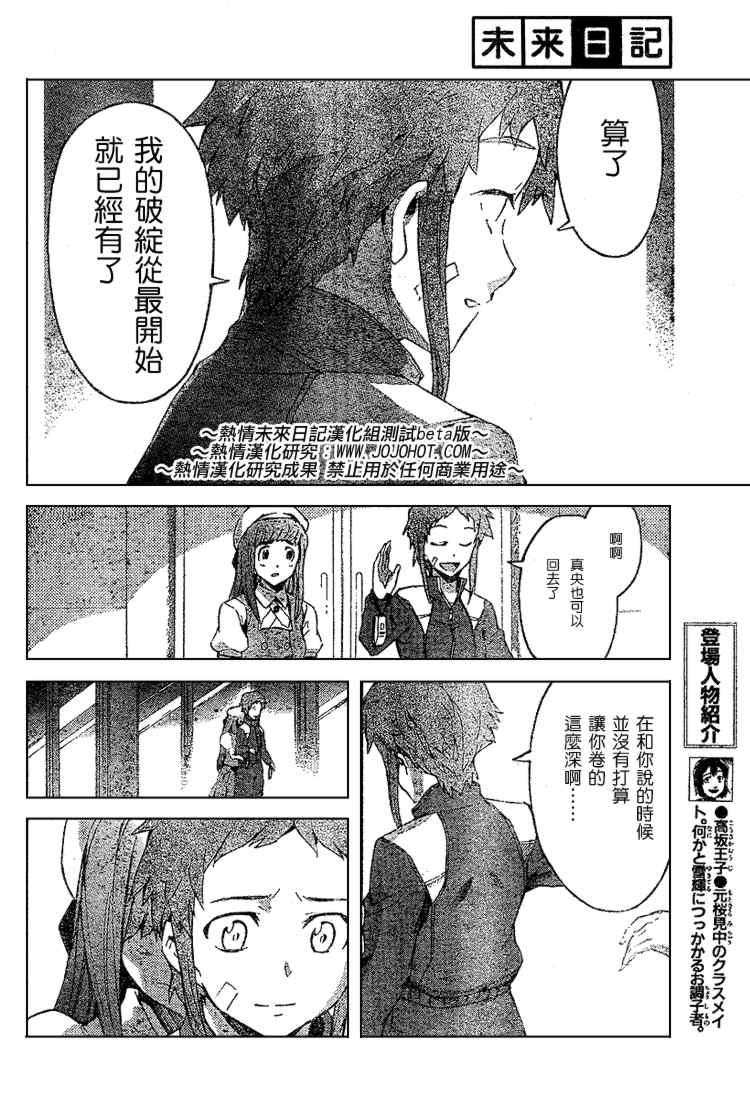 未来日記
算了
我的破綻從最開始
就已經有了
～熱情未來日記漢化組測試beta版～
～熱情漢化研究：WWW.JOJOHOT.COM～
～熱情漢化研究成果 禁止用於任何商業用途～
啊啊
真央也可以
回去了
在和你說的時候
並沒有打算
讓你卷的
這麼深啊……
登場人物紹介
●高坂王子●元桜見中のクラスメイ
ト。何かと雪輝につっかかるお調子者。